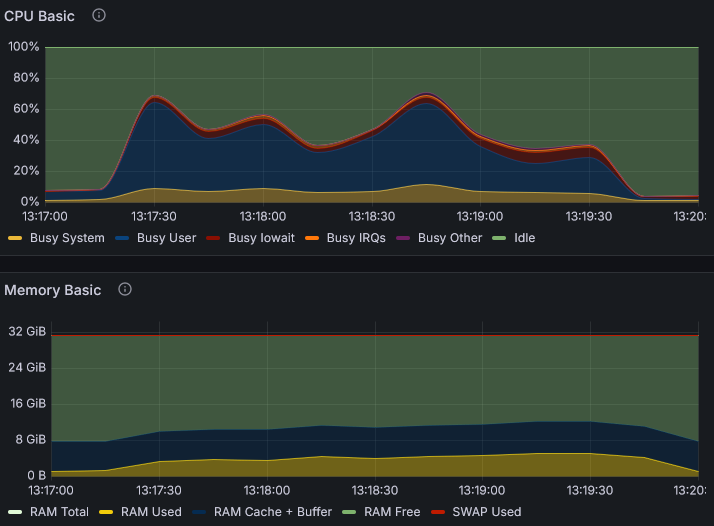 CPU Basic
100%
80%
60%
40%
20%
0%
13:17:00 13:17:30 13:18:00 13:18:30 13:19:00 13:19:30 13:20:
Busy System Busy User Busy Iowait Busy IRQs Busy Other Idle
Memory Basic
32 GiB
24 GiB
16 GiB
8 GiB
0 B
13:17:00 13:17:30 13:18:00 13:18:30 13:19:00 13:19:30 13:20:
RAM Total RAM Used RAM Cache + Buffer RAM Free SWAP Used